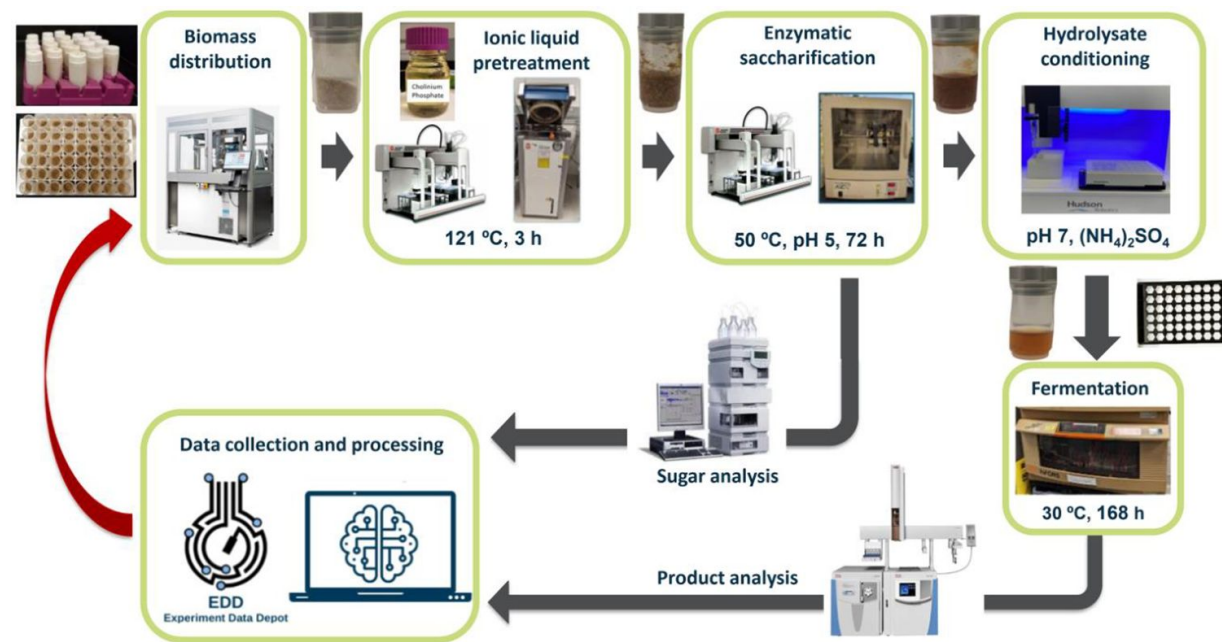 Biomass
distribution
Ionic liquid
pretreatment
Cholinium
Phosphate
121 ºC, 3 h
Enzymatic
saccharification
50 ºC, pH 5, 72 h
Hydrolysate
conditioning
Hudson
pH 7, (NH₄)₂SO₄
Fermentation
30 ºC, 168 h
Sugar analysis
Data collection and processing
EDD
Experiment Data Depot
Product analysis